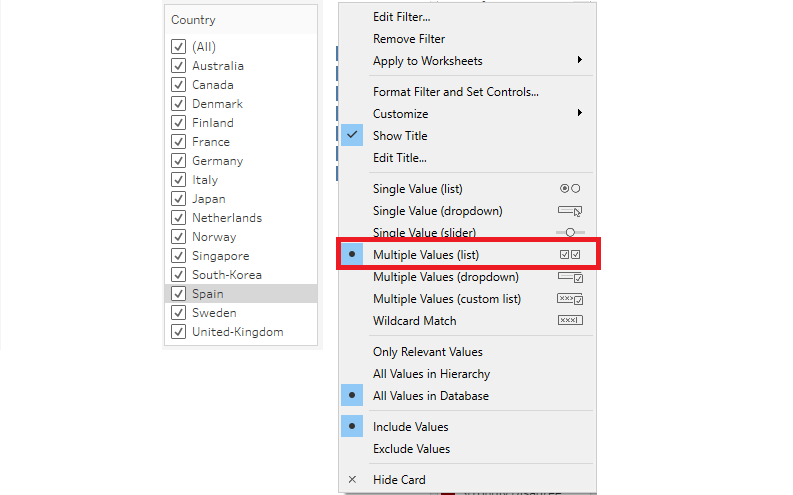 Country
(All)
Australia
Canada
Denmark
Finland
France
Germany
Italy
Japan
Netherlands
Norway
Singapore
South-Korea
Spain
Sweden
United-Kingdom
Edit Filter...
Remove Filter
Apply to Worksheets
Format Filter and Set Controls...
Customize
Show Title
Edit Title...
Single Value (list)
Single Value (dropdown)
Single Value (slider)
Multiple Values (list)
Multiple Values (dropdown)
Multiple Values (custom list)
Wildcard Match
Only Relevant Values
All Values in Hierarchy
All Values in Database
Include Values
Exclude Values
Hide Card